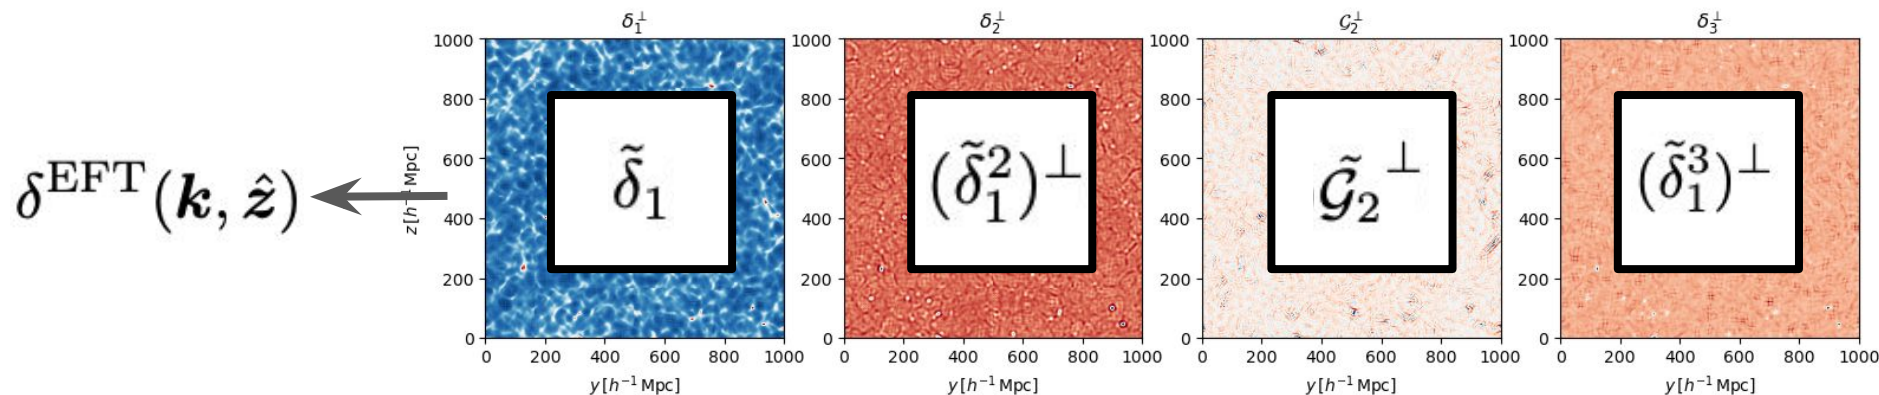 δ₁^⊥ δ₂^⊥ 𝒢₂^⊥ δ₃^⊥
1000 1000 1000 1000
800 800 800 800
600 600 600 600
δ^EFT(k, ẑ) z [h⁻¹ Mpc] δ̃₁ (δ̃₁²)^⊥ 𝒢̃₂^⊥ (δ̃₁³)^⊥
400 400 400 400
200 200 200 200
0 0 0 0
0 200 400 600 800 1000 0 200 400 600 800 1000 0 200 400 600 800 1000 0 200 400 600 800 1000
y [h⁻¹ Mpc] y [h⁻¹ Mpc] y [h⁻¹ Mpc] y [h⁻¹ Mpc]